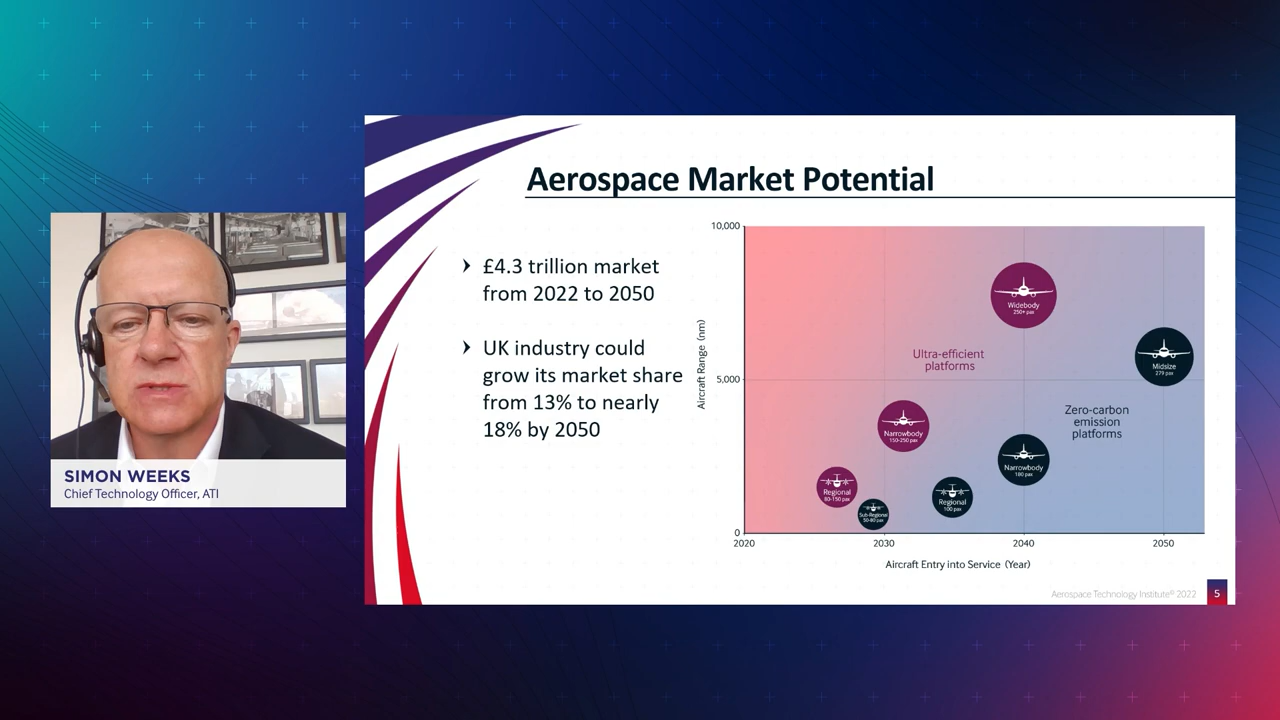 Aerospace Market Potential
£4.3 trillion market
from 2022 to 2050
UK industry could
grow its market share
from 13% to nearly
18% by 2050
SIMON WEEKS
Chief Technology Officer, ATI
Aircraft Range (nm)
10,000
5,000
0
2020
2030
2040
2050
Aircraft Entry into Service (Year)
Widebody
250+ pax
Ultra-efficient
platforms
Midsize
279 pax
Zero-carbon
emission
platforms
Narrowbody
150-250 pax
Narrowbody
180 pax
Regional
80-150 pax
Sub-Regional
50-80 pax
Regional
100 pax
Aerospace Technology Institute® 2022
5